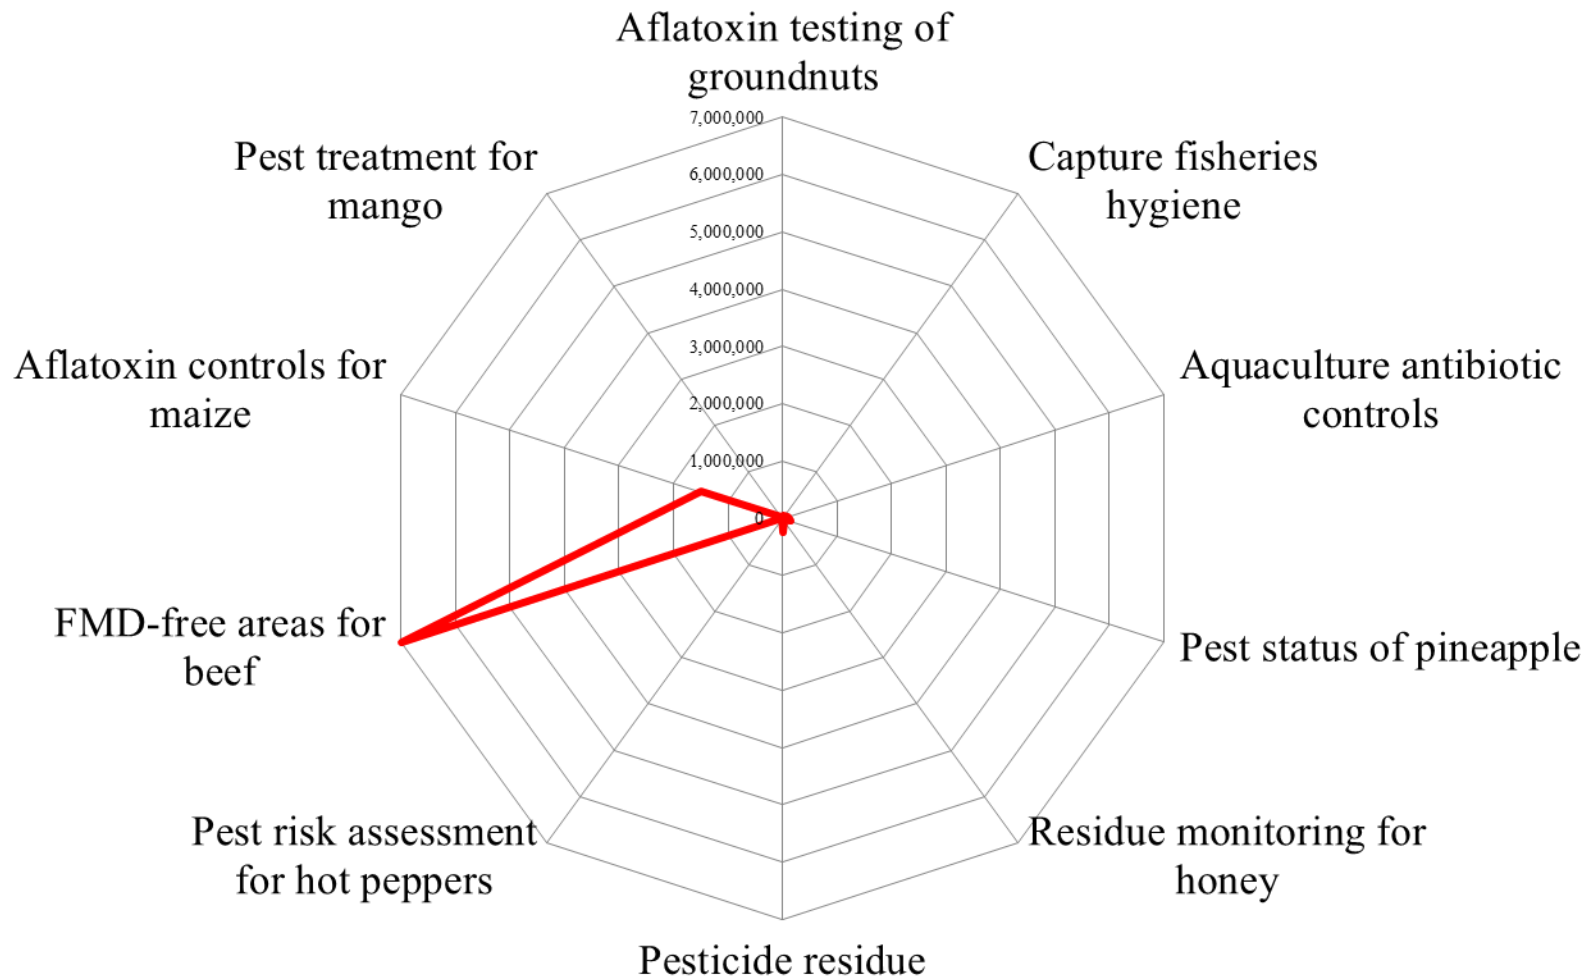 Aflatoxin testing of
groundnuts
7,000,000
6,000,000
5,000,000
4,000,000
3,000,000
2,000,000
1,000,000
0
Capture fisheries
hygiene
Aquaculture antibiotic
controls
Pest status of pineapple
Residue monitoring for
honey
Pesticide residue
Pest risk assessment
for hot peppers
FMD-free areas for
beef
Aflatoxin controls for
maize
Pest treatment for
mango